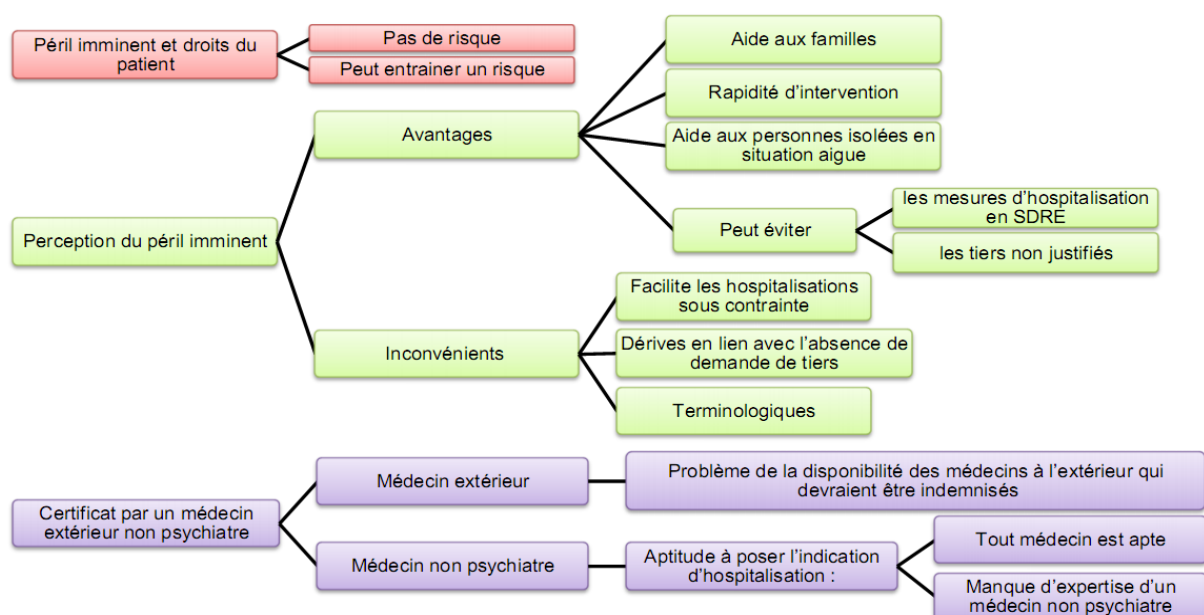 Péril imminent et droits du
patient
Pas de risque
Peut entrainer un risque
Perception du péril imminent
Avantages
Aide aux familles
Rapidité d'intervention
Aide aux personnes isolées en
situation aigue
Peut éviter
les mesures d'hospitalisation
en SDRE
les tiers non justifiés
Inconvénients
Facilite les hospitalisations
sous contrainte
Dérives en lien avec l'absence de
demande de tiers
Terminologiques
Certificat par un médecin
extérieur non psychiatre
Médecin extérieur
Problème de la disponibilité des médecins à l'extérieur qui
devraient être indemnisés
Médecin non psychiatre
Aptitude à poser l'indication
d'hospitalisation :
Tout médecin est apte
Manque d'expertise d'un
médecin non psychiatre